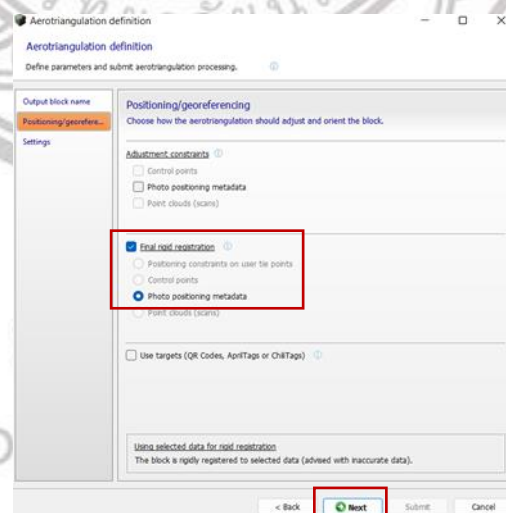 Aerotriangulation definition
Aerotriangulation definition
Define parameters and submit aerotriangulation processing.
Output block name
Positioning/georefere...
Settings
Positioning/georeferencing
Choose how the aerotriangulation should adjust and orient the block.
Adjustment constraints
Control points
Photo positioning metadata
Point clouds (scans)
Final rigid registration
Positioning constraints on user tie points
Control points
Photo positioning metadata
Point clouds (scans)
Use targets (QR Codes, AprilTags or ChiliTags)
Using selected data for rigid registration
The block is rigidly registered to selected data (advised with inaccurate data).
< Back
Next
Submit
Cancel